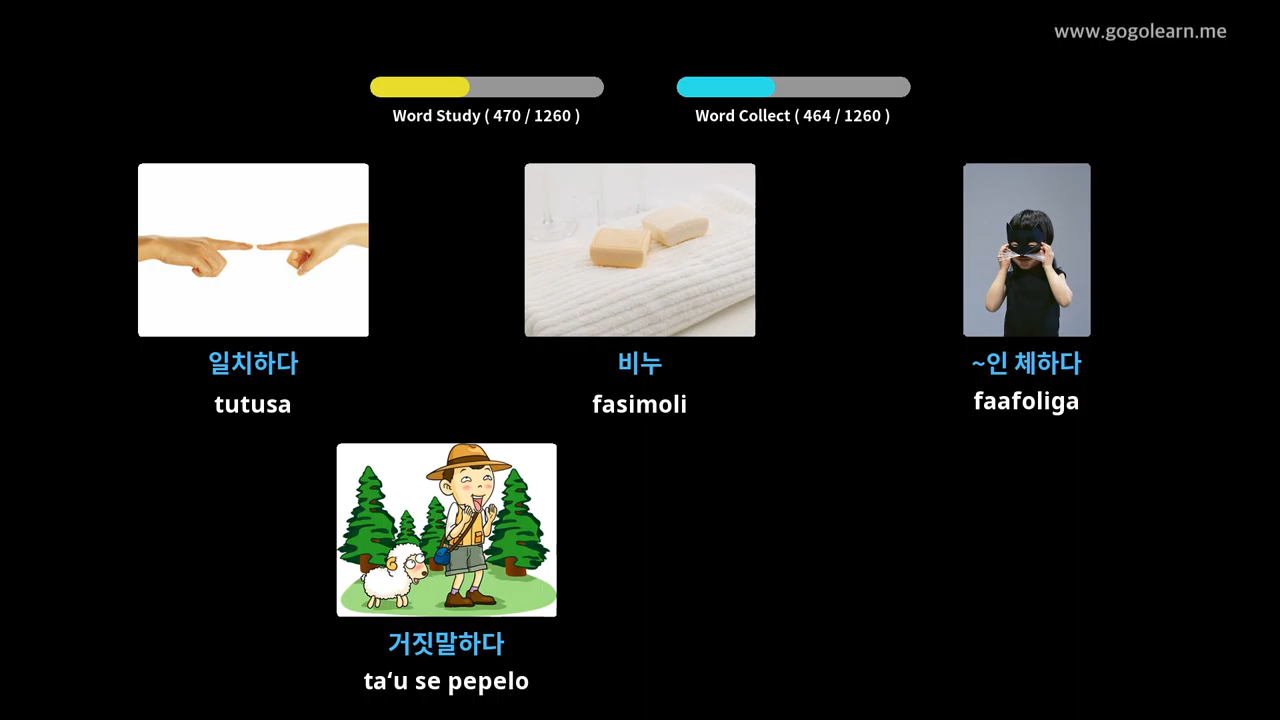 www.gogolearn.me
Word Study ( 470 / 1260 )
Word Collect ( 464 / 1260 )
일치하다
tutusa
비누
fasimoli
~인 체하다
faafoliga
거짓말하다
taʻu se pepelo